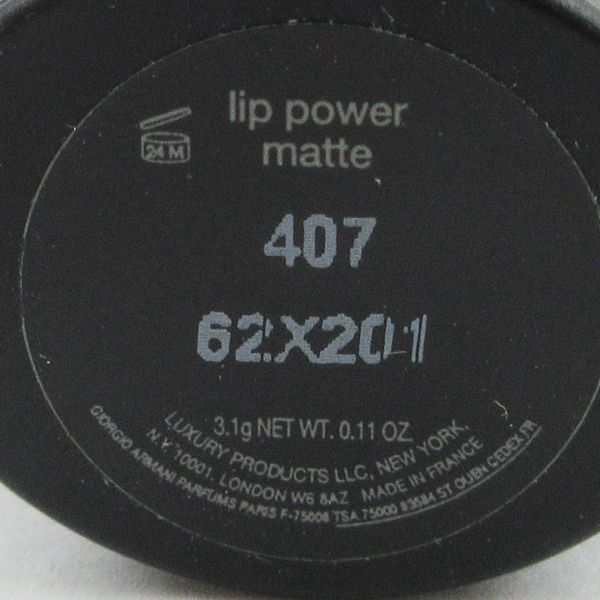 lip power
matte
24 M
407
62X201
3.1g NET WT. 0.11 OZ.
LUXURY PRODUCTS LLC, NEW YORK,
N.Y. 10001. LONDON W6 8AZ MADE IN FRANCE
GIORGIO ARMANI PARFUMS PARIS F-75008 TSA 75000 93584 ST OUEN CEDEX FR